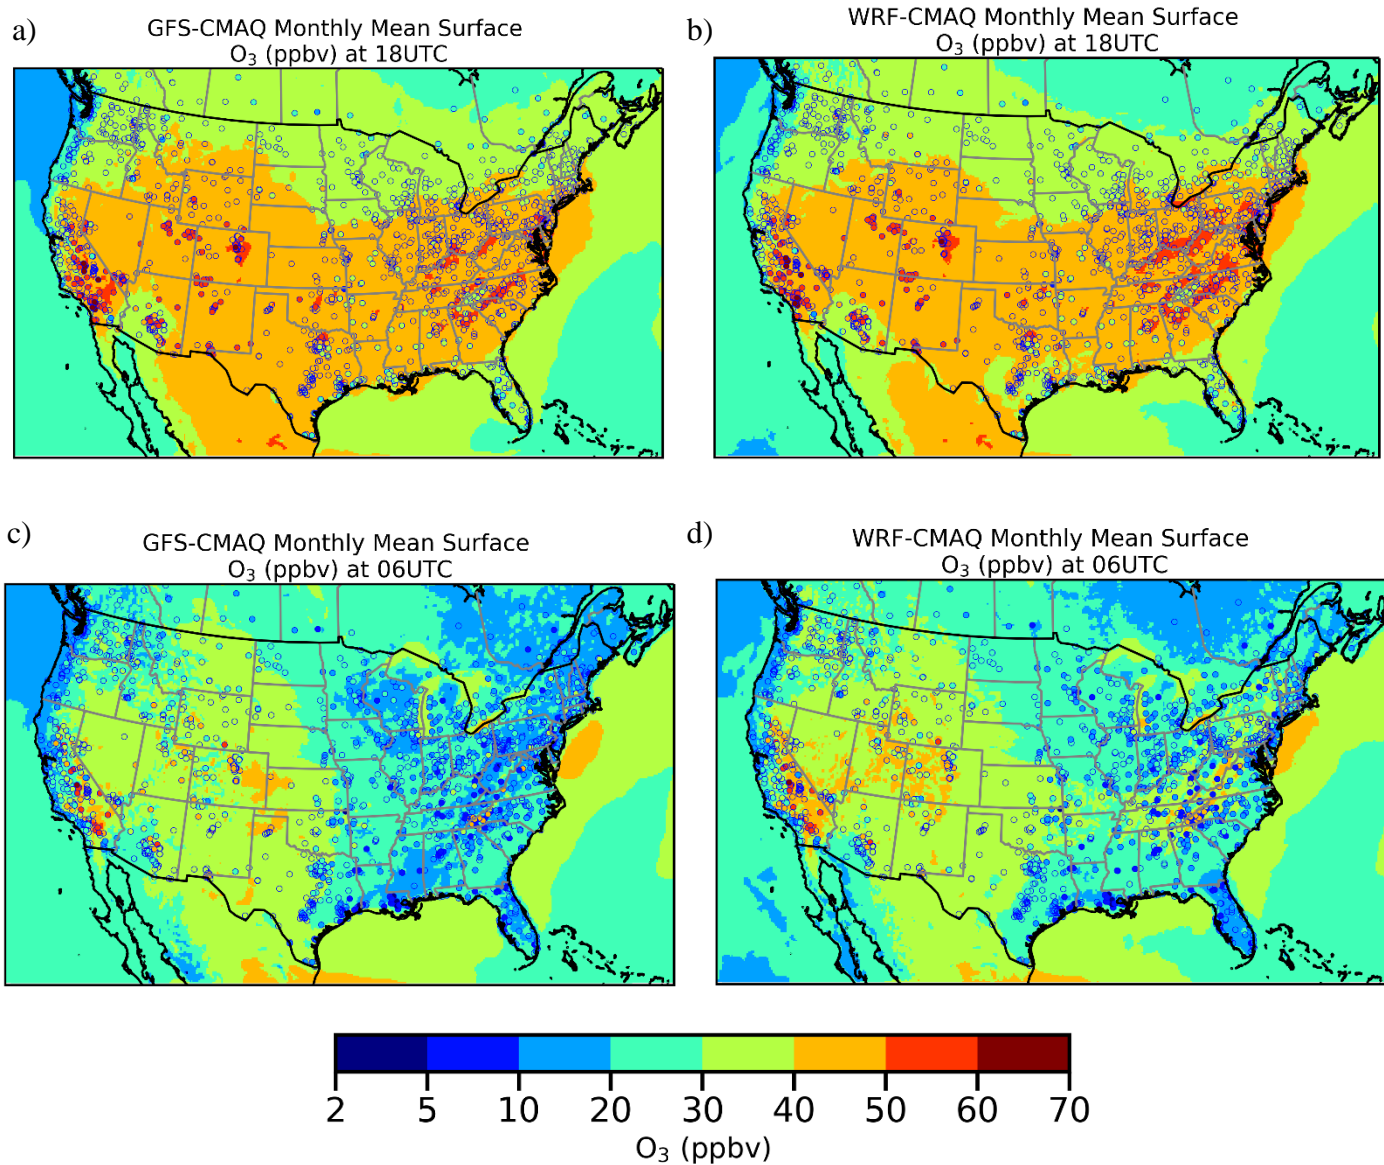 a)
GFS-CMAQ Monthly Mean Surface
O₃ (ppbv) at 18UTC
b)
WRF-CMAQ Monthly Mean Surface
O₃ (ppbv) at 18UTC
c)
GFS-CMAQ Monthly Mean Surface
O₃ (ppbv) at 06UTC
d)
WRF-CMAQ Monthly Mean Surface
O₃ (ppbv) at 06UTC
2 5 10 20 30 40 50 60 70
O₃ (ppbv)